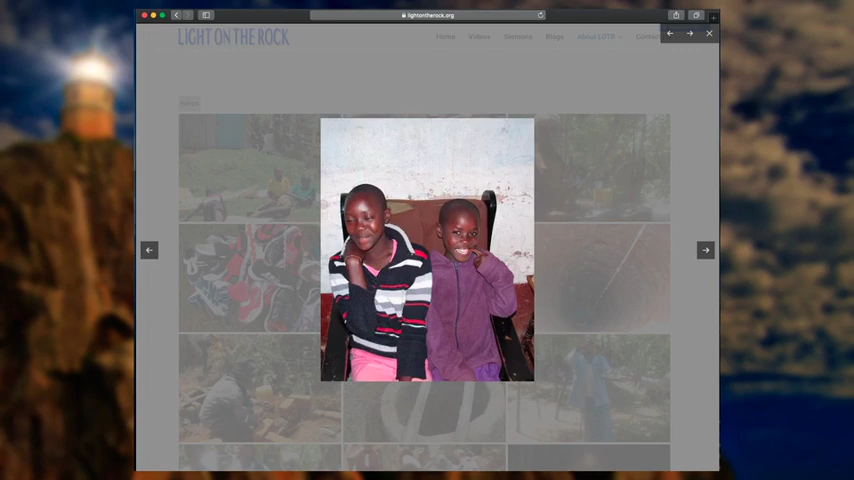 lightontherock.org
LIGHT ON THE ROCK
Home Videos Sermons Blogs About LOTR Contact